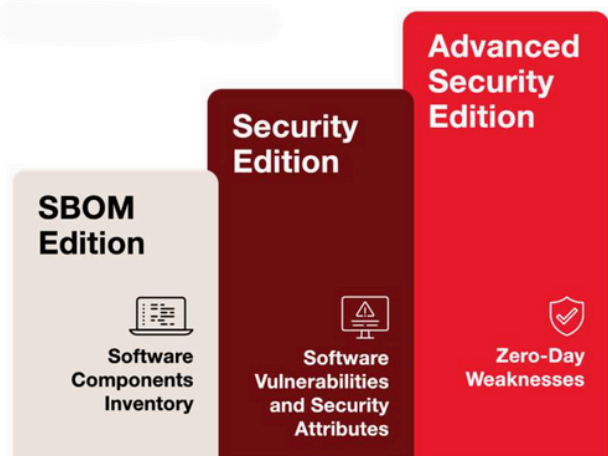 SBOM
Edition
Software
Components
Inventory
Security
Edition
Software
Vulnerabilities
and Security
Attributes
Advanced
Security
Edition
Zero-Day
Weaknesses